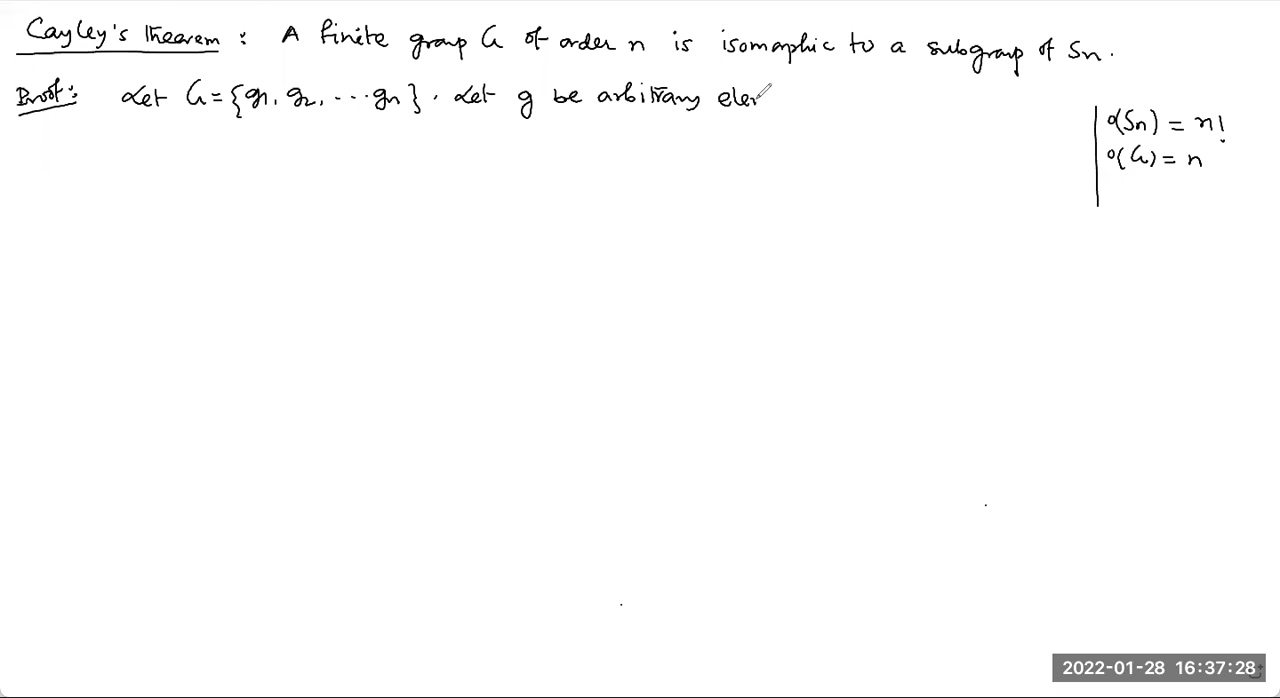 Cayley's theorem : A finite group G of order n is isomorphic to a subgroup of Sn.
Proof: Let G = {g1, g2, ... gn}. Let g be arbitrary eler
o(Sn) = n!
o(G) = n
2022-01-28 16:37:28